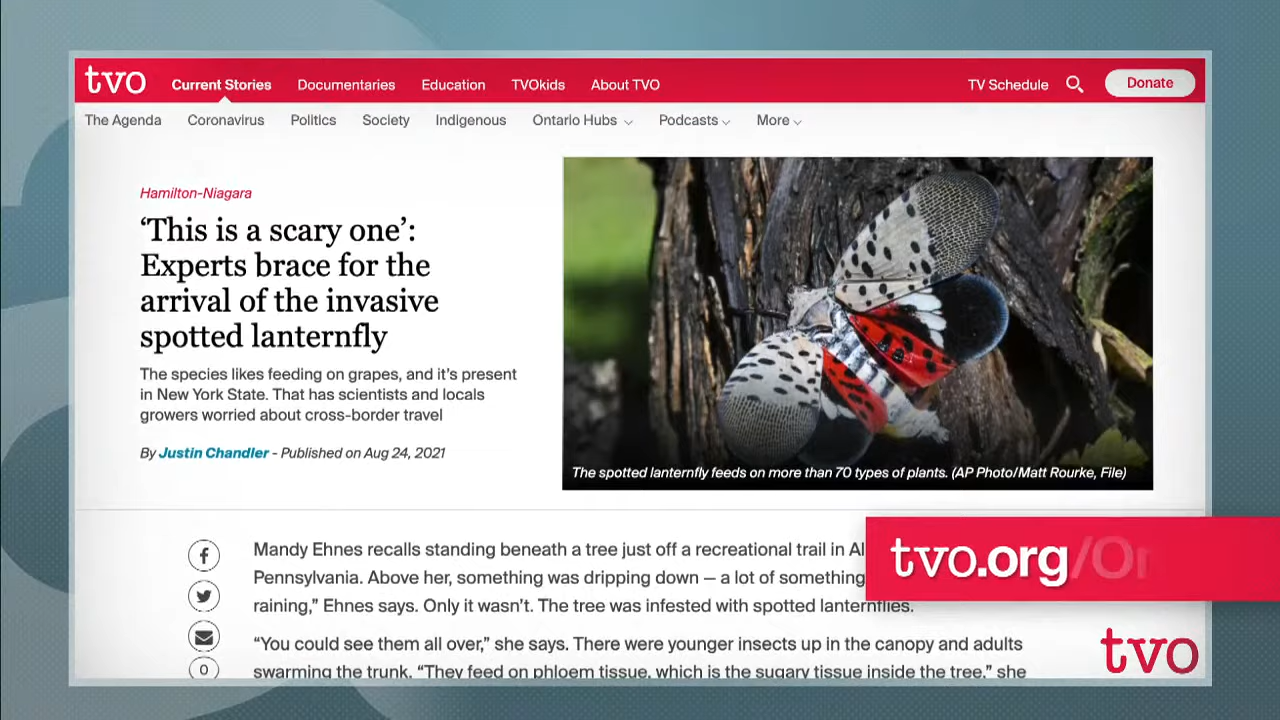 tvo
Current Stories
Documentaries
Education
TVOkids
About TVO
TV Schedule
Donate
The Agenda
Coronavirus
Politics
Society
Indigenous
Ontario Hubs
Podcasts
More
Hamilton-Niagara
‘This is a scary one’:
Experts brace for the
arrival of the invasive
spotted lanternfly
The species likes feeding on grapes, and it’s present
in New York State. That has scientists and locals
growers worried about cross-border travel
By Justin Chandler - Published on Aug 24, 2021
The spotted lanternfly feeds on more than 70 types of plants. (AP Photo/Matt Rourke, File)
Mandy Ehnes recalls standing beneath a tree just off a recreational trail in Al
Pennsylvania. Above her, something was dripping down — a lot of something
raining,” Ehnes says. Only it wasn’t. The tree was infested with spotted lanternflies.
“You could see them all over,” she says. There were younger insects up in the canopy and adults
swarming the trunk. “They feed on phloem tissue, which is the sugary tissue inside the tree,” she
0
tvo.org/On
tvo